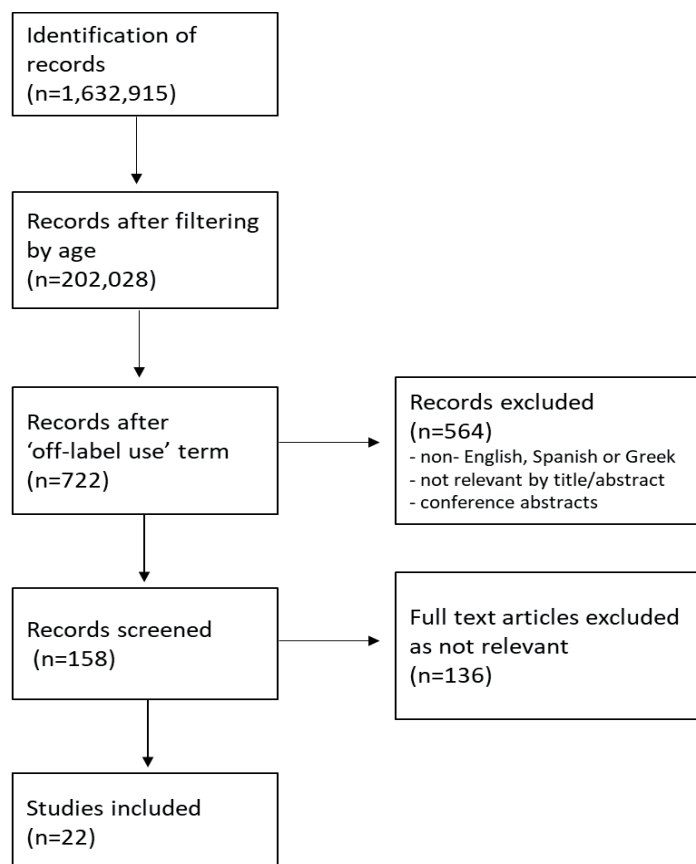 Identification of
records
(n=1,632,915)
Records after filtering
by age
(n=202,028)
Records after
‘off-label use’ term
(n=722)
Records excluded
(n=564)
- non- English, Spanish or Greek
- not relevant by title/abstract
- conference abstracts
Records screened
(n=158)
Full text articles excluded
as not relevant
(n=136)
Studies included
(n=22)